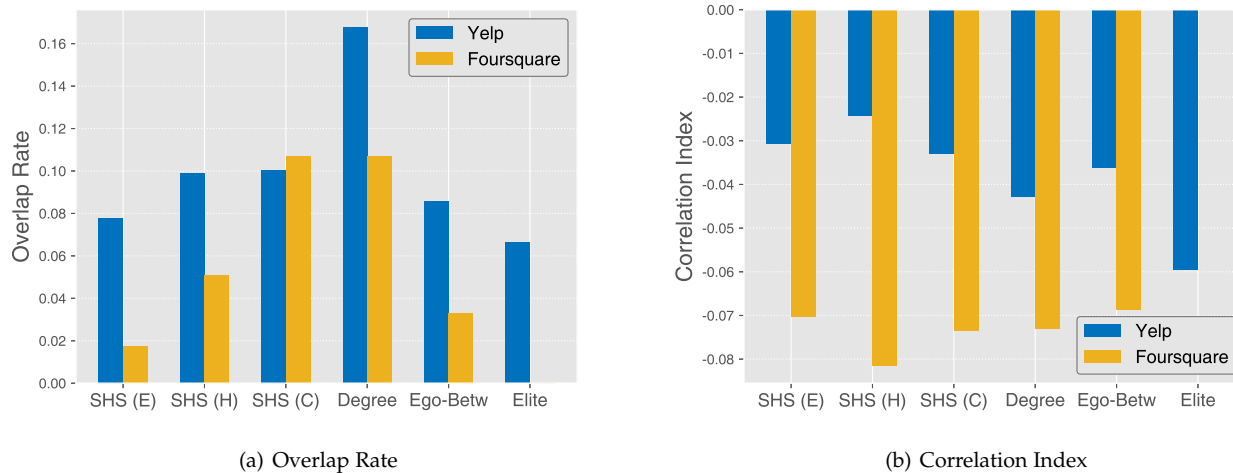 0.16
0.14
0.12
0.10
0.08
0.06
0.04
0.02
0.00
Overlap Rate
Yelp
Foursquare
SHS (E) SHS (H) SHS (C) Degree Ego-Betw Elite
(a) Overlap Rate
0.00
-0.01
-0.02
-0.03
-0.04
-0.05
-0.06
-0.07
-0.08
Correlation Index
Yelp
Foursquare
SHS (E) SHS (H) SHS (C) Degree Ego-Betw Elite
(b) Correlation Index